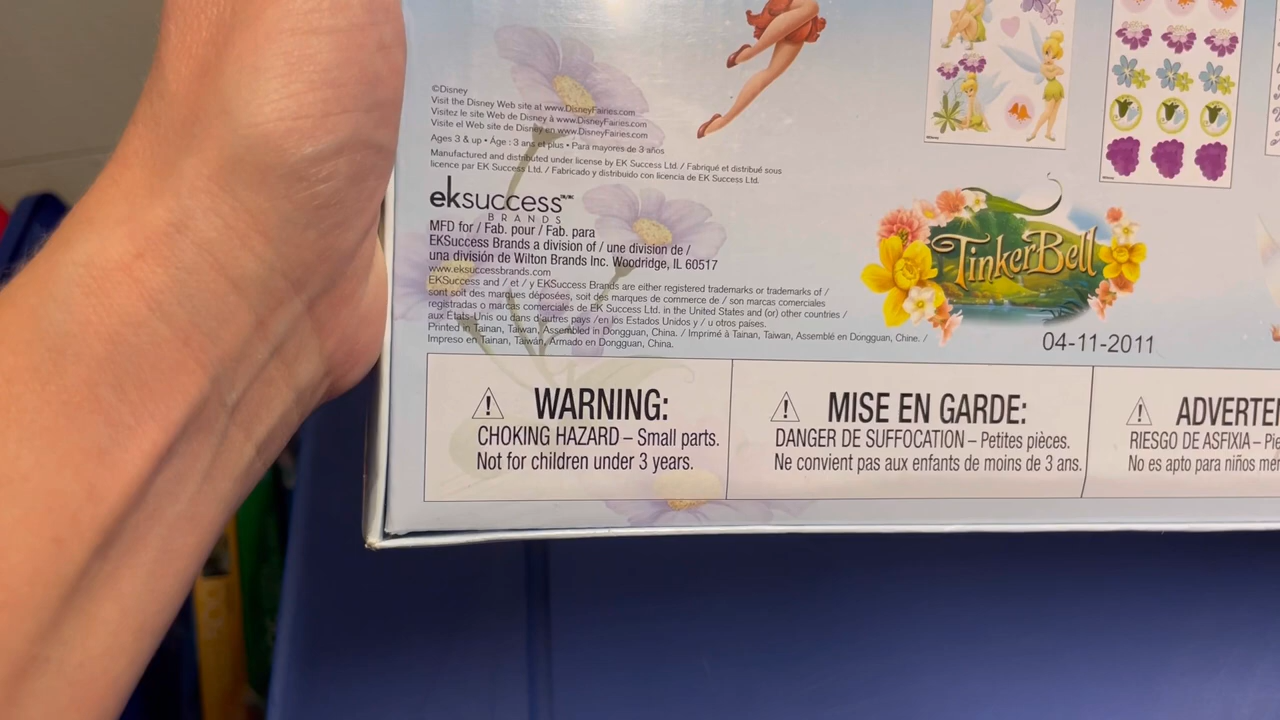 ©Disney
Visit the Disney Web site at www.DisneyFairies.com
Visitez le site Web de Disney à www.DisneyFairies.com
Visite el Web site de Disney en www.DisneyFairies.com
Ages 3 & up • Âge : 3 ans et plus • Para mayores de 3 años
Manufactured and distributed under license by EK Success Ltd. / Fabriqué et distribué sous
licence par EK Success Ltd. / Fabricado y distribuido con licencia de EK Success Ltd.
eksuccess
BRANDS
MFD for / Fab. pour / Fab. para
EKSuccess Brands a division of / une division de /
una división de Wilton Brands Inc. Woodridge, IL 60517
www.eksuccessbrands.com
EKSuccess and / et / y EKSuccess Brands are either registered trademarks or trademarks of /
sont soit des marques déposées, soit des marques de commerce de / son marcas comerciales
registradas o marcas comerciales de EK Success Ltd. in the United States and (or) other countries /
aux États-Unis ou dans d'autres pays /en los Estados Unidos y / u otros países.
Printed in Tainan, Taiwan, Assembled in Dongguan, China. / Imprimé à Tainan, Taiwan, Assemblé en Dongguan, Chine. /
Impreso en Tainan, Taiwán, Armado en Dongguan, China.
TinkerBell
04-11-2011
WARNING:
CHOKING HAZARD – Small parts.
Not for children under 3 years.
MISE EN GARDE:
DANGER DE SUFFOCATION – Petites pièces.
Ne convient pas aux enfants de moins de 3 ans.
ADVERTEN
RIESGO DE ASFIXIA – Pie
No es apto para niños men